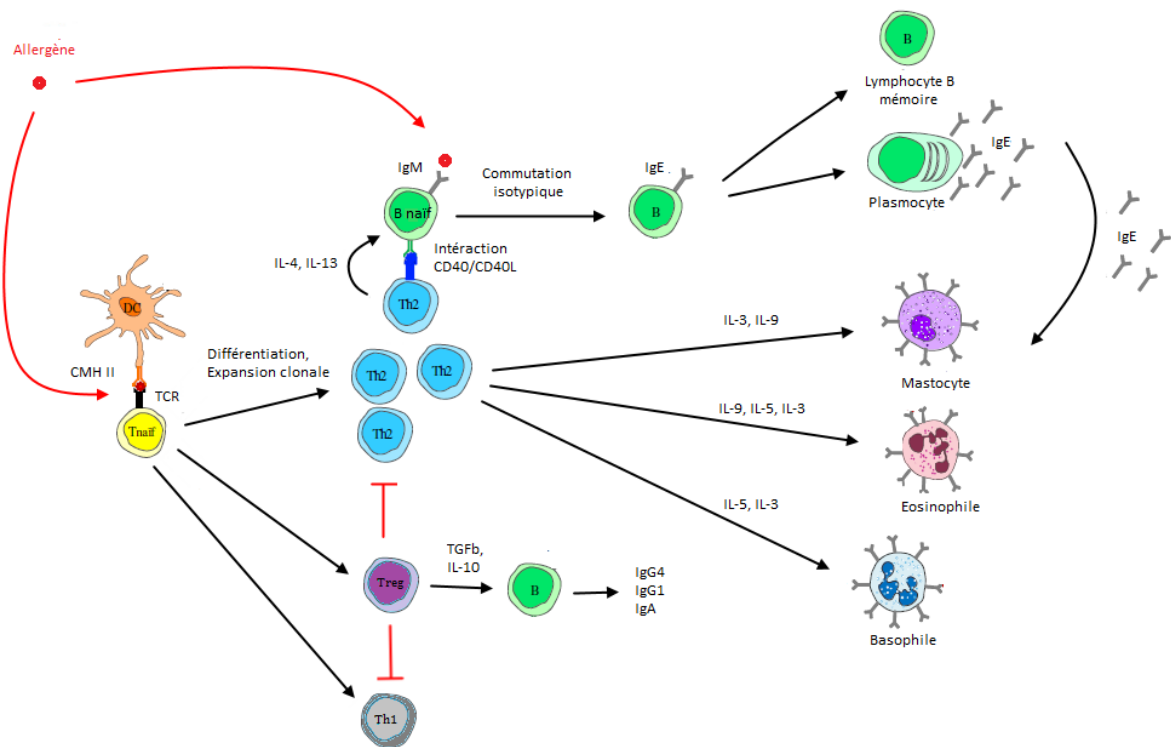 Allergène
B
Lymphocyte B
mémoire
IgE
Plasmocyte
IgM
Commutation
isotypique
IgE
B naïf
B
IL-4, IL-13
Intéraction
CD40/CD40L
Th2
IgE
DC
CMH II
TCR
Tnaïf
Différentiation,
Expansion clonale
Th2
Th2
Th2
IL-3, IL-9
Mastocyte
IL-9, IL-5, IL-3
Eosinophile
IL-5, IL-3
Basophile
Treg
TGFb,
IL-10
B
IgG4
IgG1
IgA
Th1